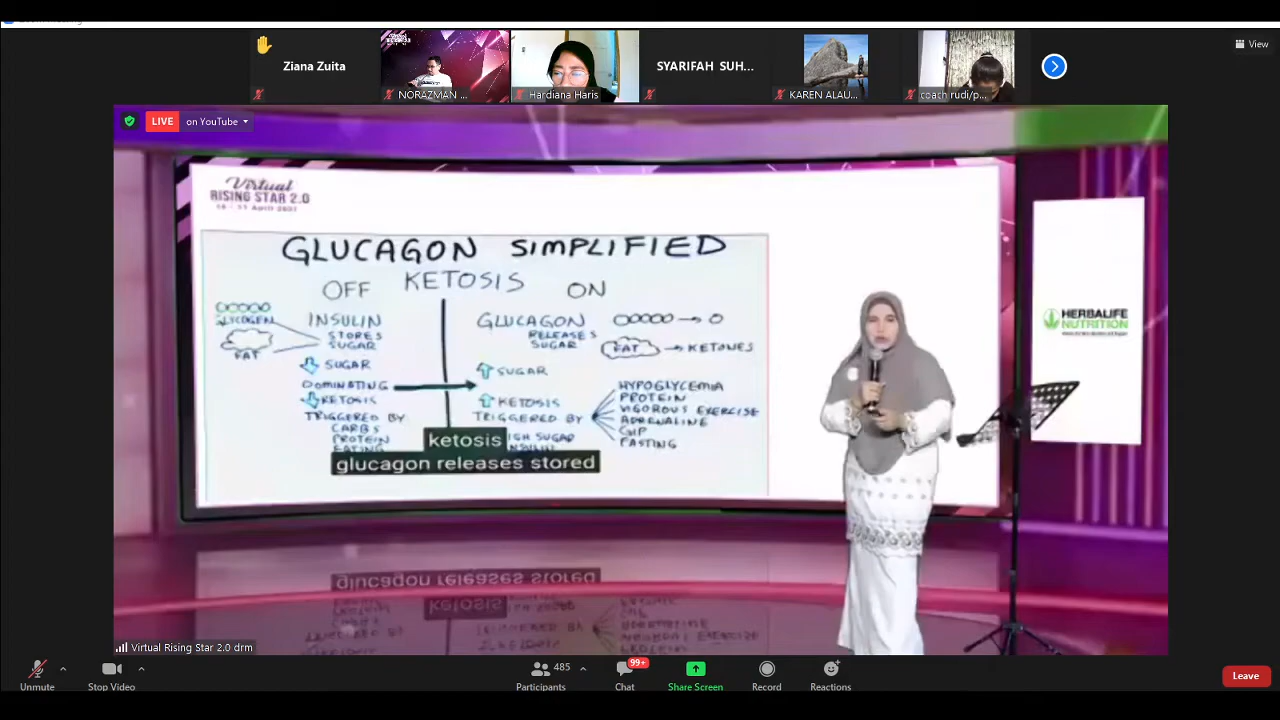 View
Ziana Zuita
NORAZMAN ...
Hardiana Haris
SYARIFAH SUH...
KAREN ALAU...
coach rudi/p...
LIVE
on YouTube
Virtual
RISING STAR 2.0
GLUCAGON SIMPLIFIED
OFF KETOSIS ON
GLYCOGEN
FAT
INSULIN
STORES
SUGAR
SUGAR
DOMINATING
KETOSIS
TRIGGERED BY
CARBS
PROTEIN
EATING
GLUCAGON
RELEASES
SUGAR
FAT
KETONES
SUGAR
KETOSIS
TRIGGERED BY
HYPOGLYCEMIA
PROTEIN
VIGOROUS EXERCISE
ADRENALINE
GIP
FASTING
ketosis
glucagon releases stored
HERBALIFE
NUTRITION
Virtual Rising Star 2.0 drm
Unmute
Stop Video
485
Participants
99+
Chat
Share Screen
Record
Reactions
Leave